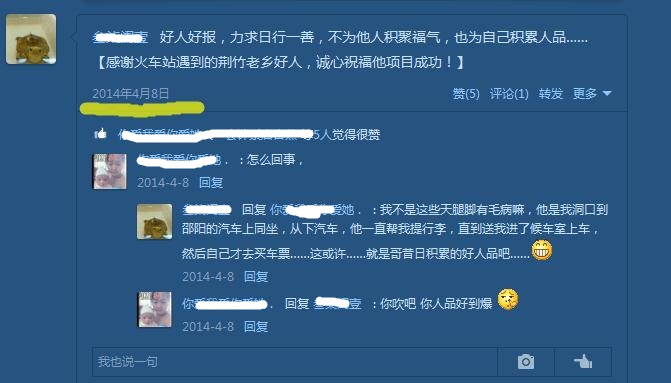 好人好报，力求日行一善，不为他人积聚福气，也为自己积累人品......
【感谢火车站遇到的荆竹老乡好人，诚心祝福他项目成功！】
2014年4月8日 赞(5) 评论(1) 转发 更多
5人觉得很赞
：怎么回事，
2014-4-8 回复
回复 你 爱她． ：我不是这些天腿脚有毛病嘛，他是我洞口到
邵阳的汽车上同坐，从下汽车，他一直帮我提行李，直到送我进了候车室上车，
然后自己才去买车票......这或许......就是哥昔日积累的好人品吧......
2014-4-8 回复
回复 壹 ：你吹吧 你人品好到爆
2014-4-8 回复
我也说一句